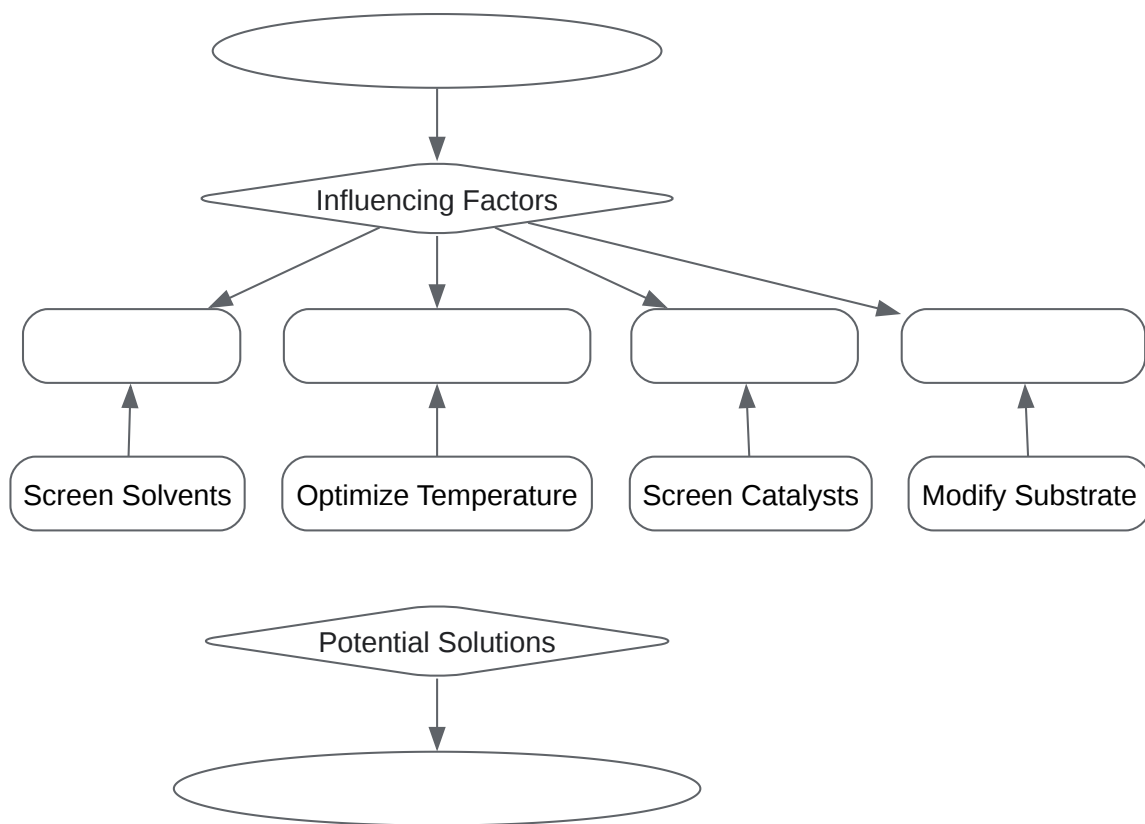 Influencing Factors
Screen Solvents
Optimize Temperature
Screen Catalysts
Modify Substrate
Potential Solutions